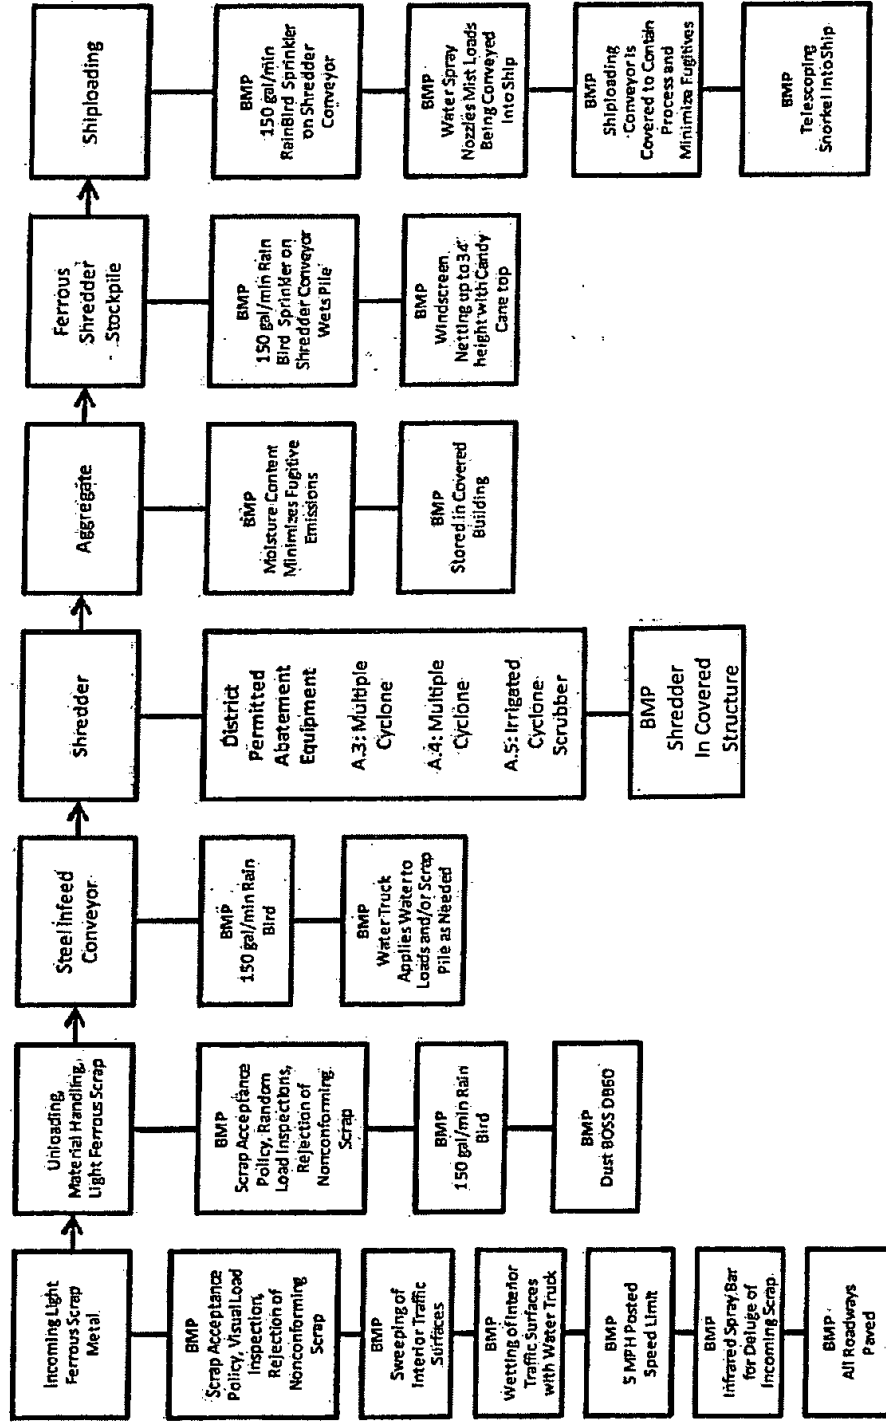 Incoming Light
Ferrous Scrap
Metal
BMP
Scrap Acceptance
Policy, Visual Load
Inspection,
Rejection of
Nonconforming
Scrap
BMP
Sweeping of
Interior Traffic
Surfaces
BMP
Wetting of Interior
Traffic Surfaces
with Water Truck
BMP
5 MPH Posted
Speed Limit
BMP
Infrared Spray Bar
for Deluge of
Incoming Scrap
BMP
All Roadways
Paved
Unloading,
Material Handling,
Light Ferrous Scrap
BMP
Scrap Acceptance
Policy, Random
Load Inspections,
Rejection of
Nonconforming
Scrap
BMP
150 gal/min Rain
Bird
BMP
Dust BOSS DB60
Steel Infeed
Conveyor
BMP
150 gal/min Rain
Bird
BMP
Water Truck
Applies Water to
Loads and/or Scrap
Pile as Needed
Shredder
District
Permitted
Abatement
Equipment
A.3: Multiple
Cyclone
A.4: Multiple
Cyclone
A.5: Irrigated
Cyclone
Scrubber
BMP
Shredder
In Covered
Structure
Aggregate
BMP
Moisture Content
Minimizes Fugitive
Emissions
BMP
Stored in Covered
Building
Ferrous
Shredder
Stockpile
BMP
150 gal/min Rain
Bird Sprinkler on
Shredder Conveyor
Wets Pile
BMP
Windscreen
Netting up to 34'
height with Candy
Cane top
Shiploading
BMP
150 gal/min
RainBird Sprinkler
on Shredder
Conveyor
BMP
Water Spray
Nozzles Mist Loads
Being Conveyed
Into Ship
BMP
Shiploading
Conveyor is
Covered to Contain
Process and
Minimize Fugitives
BMP
Telescoping
Snorkel Into Ship